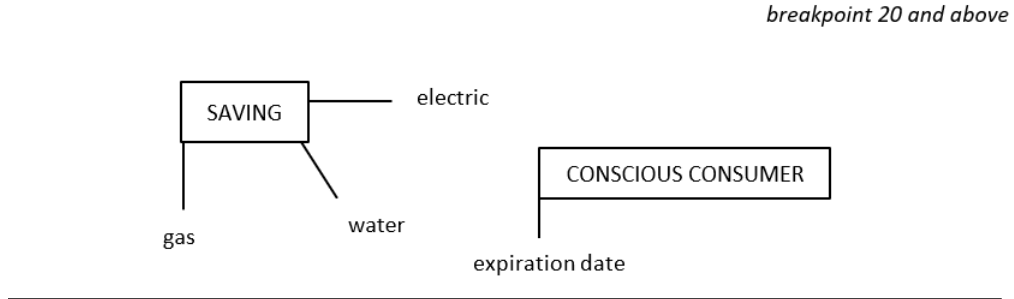 breakpoint 20 and above
SAVING
electric
CONSCIOUS CONSUMER
gas
water
expiration date